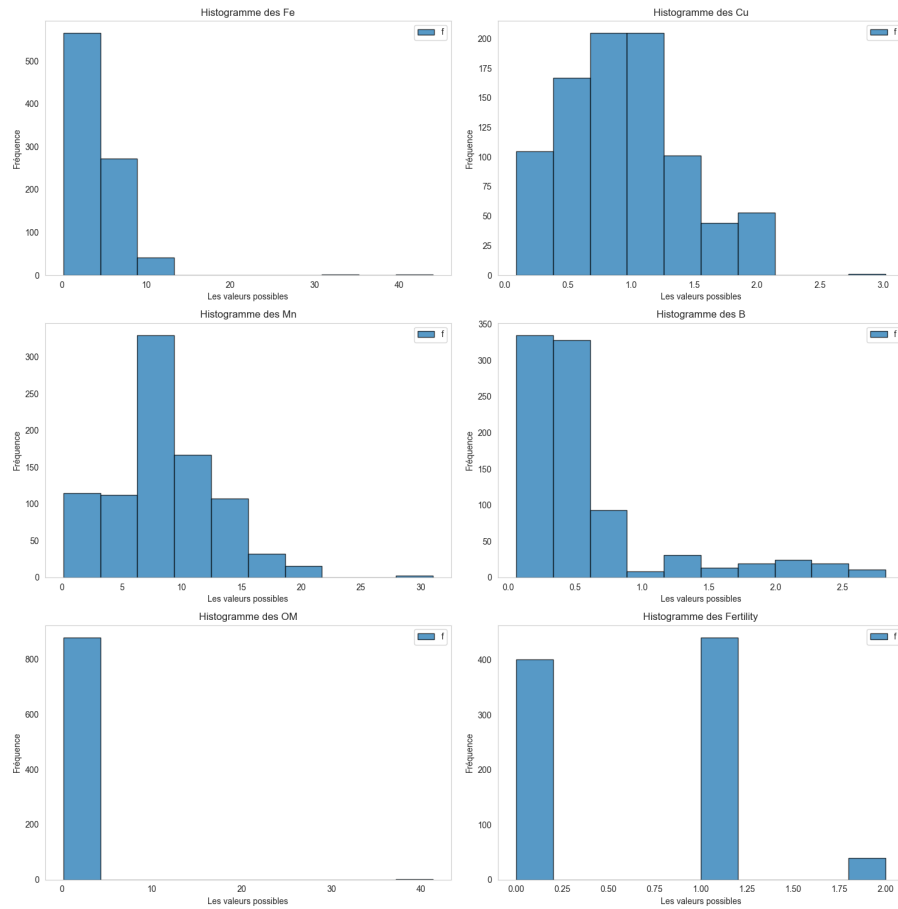 Histogramme des Fe
f
Fréquence
500
400
300
200
100
0
0 10 20 30 40
Les valeurs possibles
Histogramme des Cu
f
Fréquence
200
175
150
125
100
75
50
25
0
0.0 0.5 1.0 1.5 2.0 2.5 3.0
Les valeurs possibles
Histogramme des Mn
f
Fréquence
300
250
200
150
100
50
0
0 5 10 15 20 25 30
Les valeurs possibles
Histogramme des B
f
Fréquence
350
300
250
200
150
100
50
0
0.0 0.5 1.0 1.5 2.0 2.5
Les valeurs possibles
Histogramme des OM
f
Fréquence
800
600
400
200
0
0 10 20 30 40
Les valeurs possibles
Histogramme des Fertility
f
Fréquence
400
300
200
100
0
0.00 0.25 0.50 0.75 1.00 1.25 1.50 1.75 2.00
Les valeurs possibles